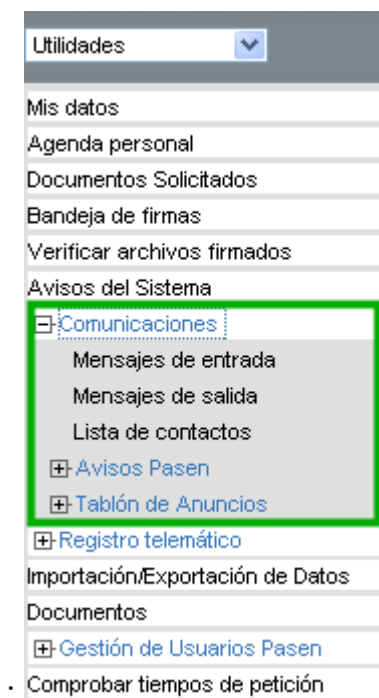 Utilidades
Mis datos
Agenda personal
Documentos Solicitados
Bandeja de firmas
Verificar archivos firmados
Avisos del Sistema
Comunicaciones
Mensajes de entrada
Mensajes de salida
Lista de contactos
Avisos Pasen
Tablón de Anuncios
Registro telemático
Importación/Exportación de Datos
Documentos
Gestión de Usuarios Pasen
Comprobar tiempos de petición